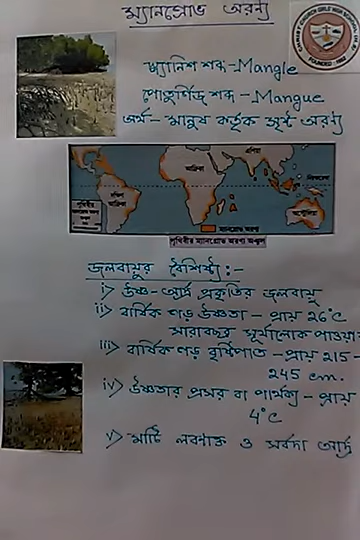 ম্যানগ্রোভ অরণ্য
স্প্যানিশ শব্দ - Mangle
পোর্তুগিজ শব্দ - Mangue
অর্থ - মানুষ কর্তৃক সৃষ্ট অরণ্য
পৃথিবীর ম্যানগ্রোভ অরণ্য অঞ্চল
জলবায়ুর বৈশিষ্ট্য :-
i> উষ্ণ-আর্দ্র প্রকৃতির জলবায়ু
ii> বার্ষিক গড় উষ্ণতা - প্রায় 26°C
সারাবছর সূর্যালোক পাওয়া
iii> বার্ষিক গড় বৃষ্টিপাত - প্রায় 215-
245 cm.
iv> উষ্ণতার প্রসর বা পার্থক্য - প্রায়
4°C
v> মাটি লবণাক্ত ও সর্বদা আর্দ্র